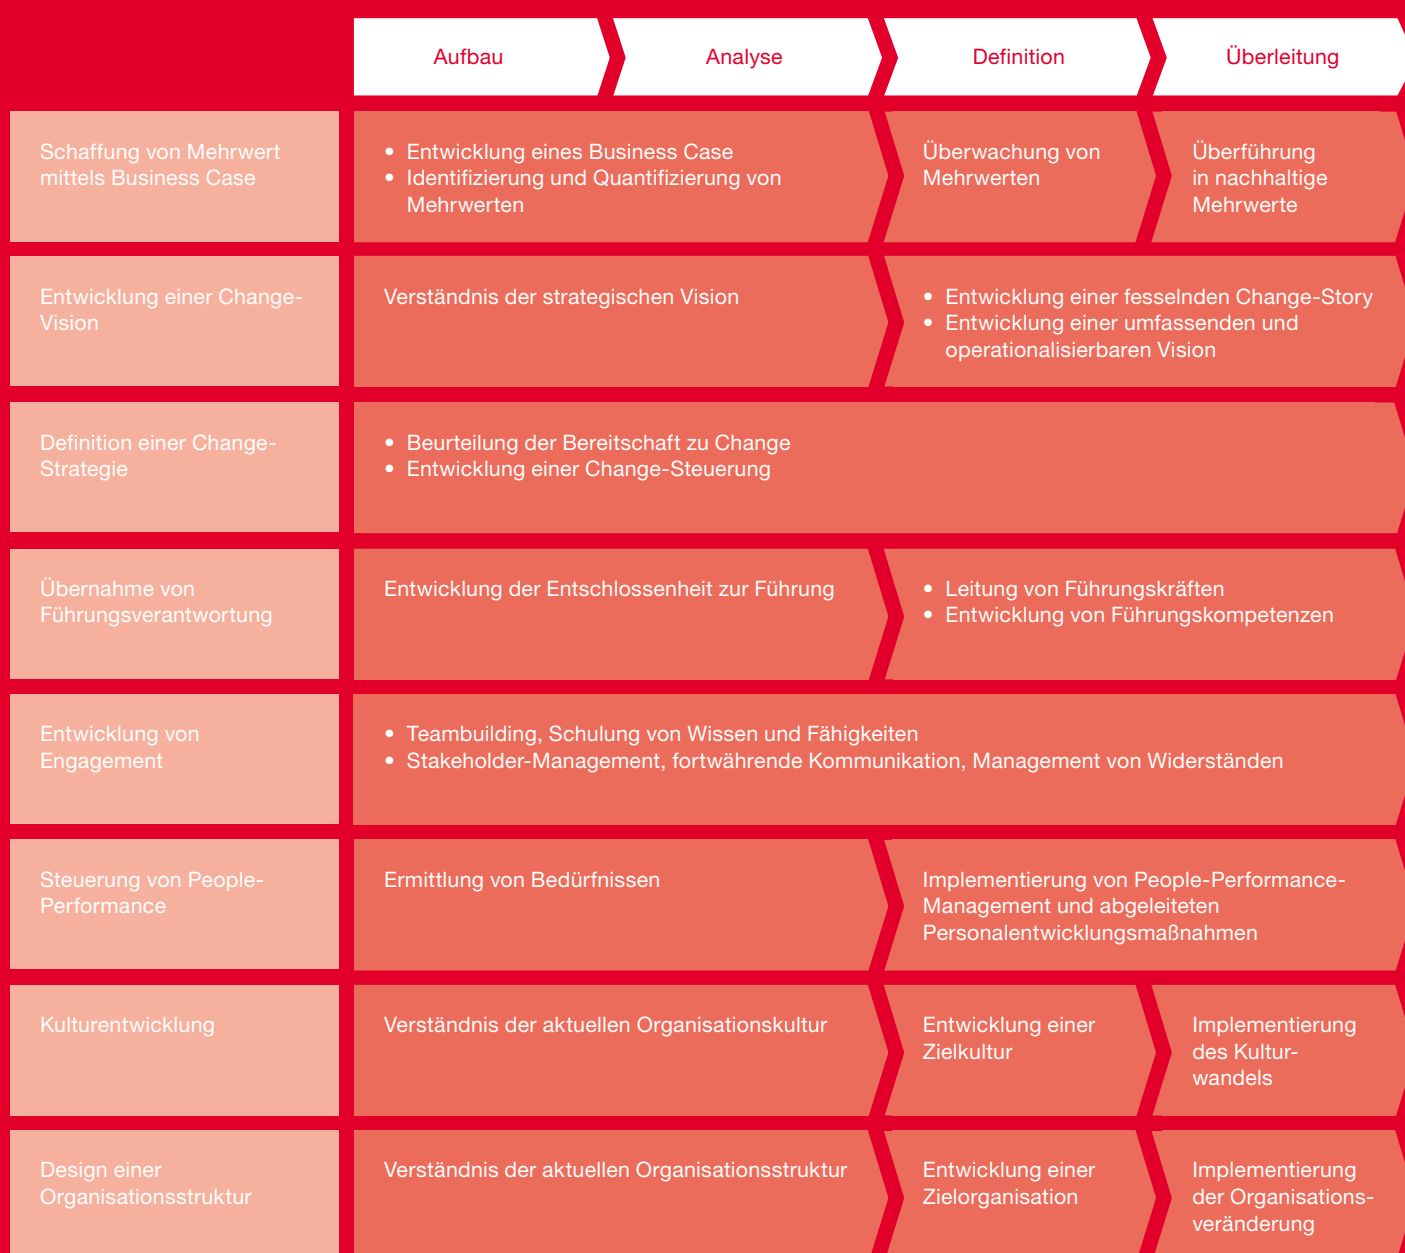 Aufbau
Analyse
Definition
Überleitung
Schaffung von Mehrwert
mittels Business Case
• Entwicklung eines Business Case
• Identifizierung und Quantifizierung von
Mehrwerten
Überwachung von
Mehrwerten
Überführung
in nachhaltige
Mehrwerte
Entwicklung einer Change-
Vision
Verständnis der strategischen Vision
• Entwicklung einer fesselnden Change-Story
• Entwicklung einer umfassenden und
operationalisierbaren Vision
Definition einer Change-
Strategie
• Beurteilung der Bereitschaft zu Change
• Entwicklung einer Change-Steuerung
Übernahme von
Führungsverantwortung
Entwicklung der Entschlossenheit zur Führung
• Leitung von Führungskräften
• Entwicklung von Führungskompetenzen
Entwicklung von
Engagement
• Teambuilding, Schulung von Wissen und Fähigkeiten
• Stakeholder-Management, fortwährende Kommunikation, Management von Widerständen
Steuerung von People-
Performance
Ermittlung von Bedürfnissen
Implementierung von People-Performance-
Management und abgeleiteten
Personalentwicklungsmaßnahmen
Kulturentwicklung
Verständnis der aktuellen Organisationskultur
Entwicklung einer
Zielkultur
Implementierung
des Kultur-
wandels
Design einer
Organisationsstruktur
Verständnis der aktuellen Organisationsstruktur
Entwicklung einer
Zielorganisation
Implementierung
der Organisations-
veränderung